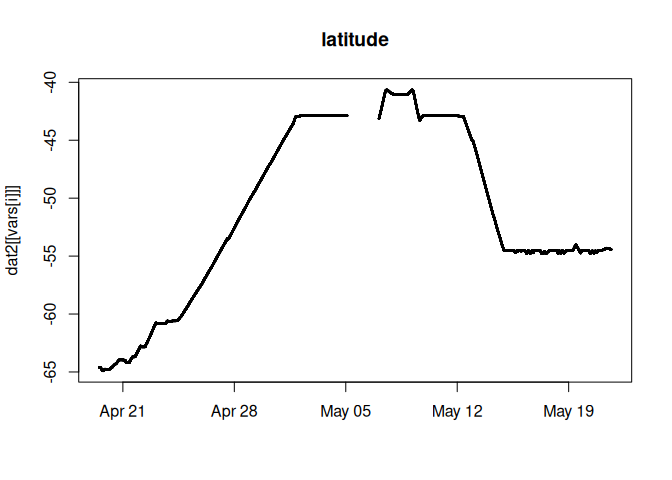 latitude
dat2[[vars[i]]]
-40
-45
-50
-55
-60
-65
Apr 21
Apr 28
May 05
May 12
May 19